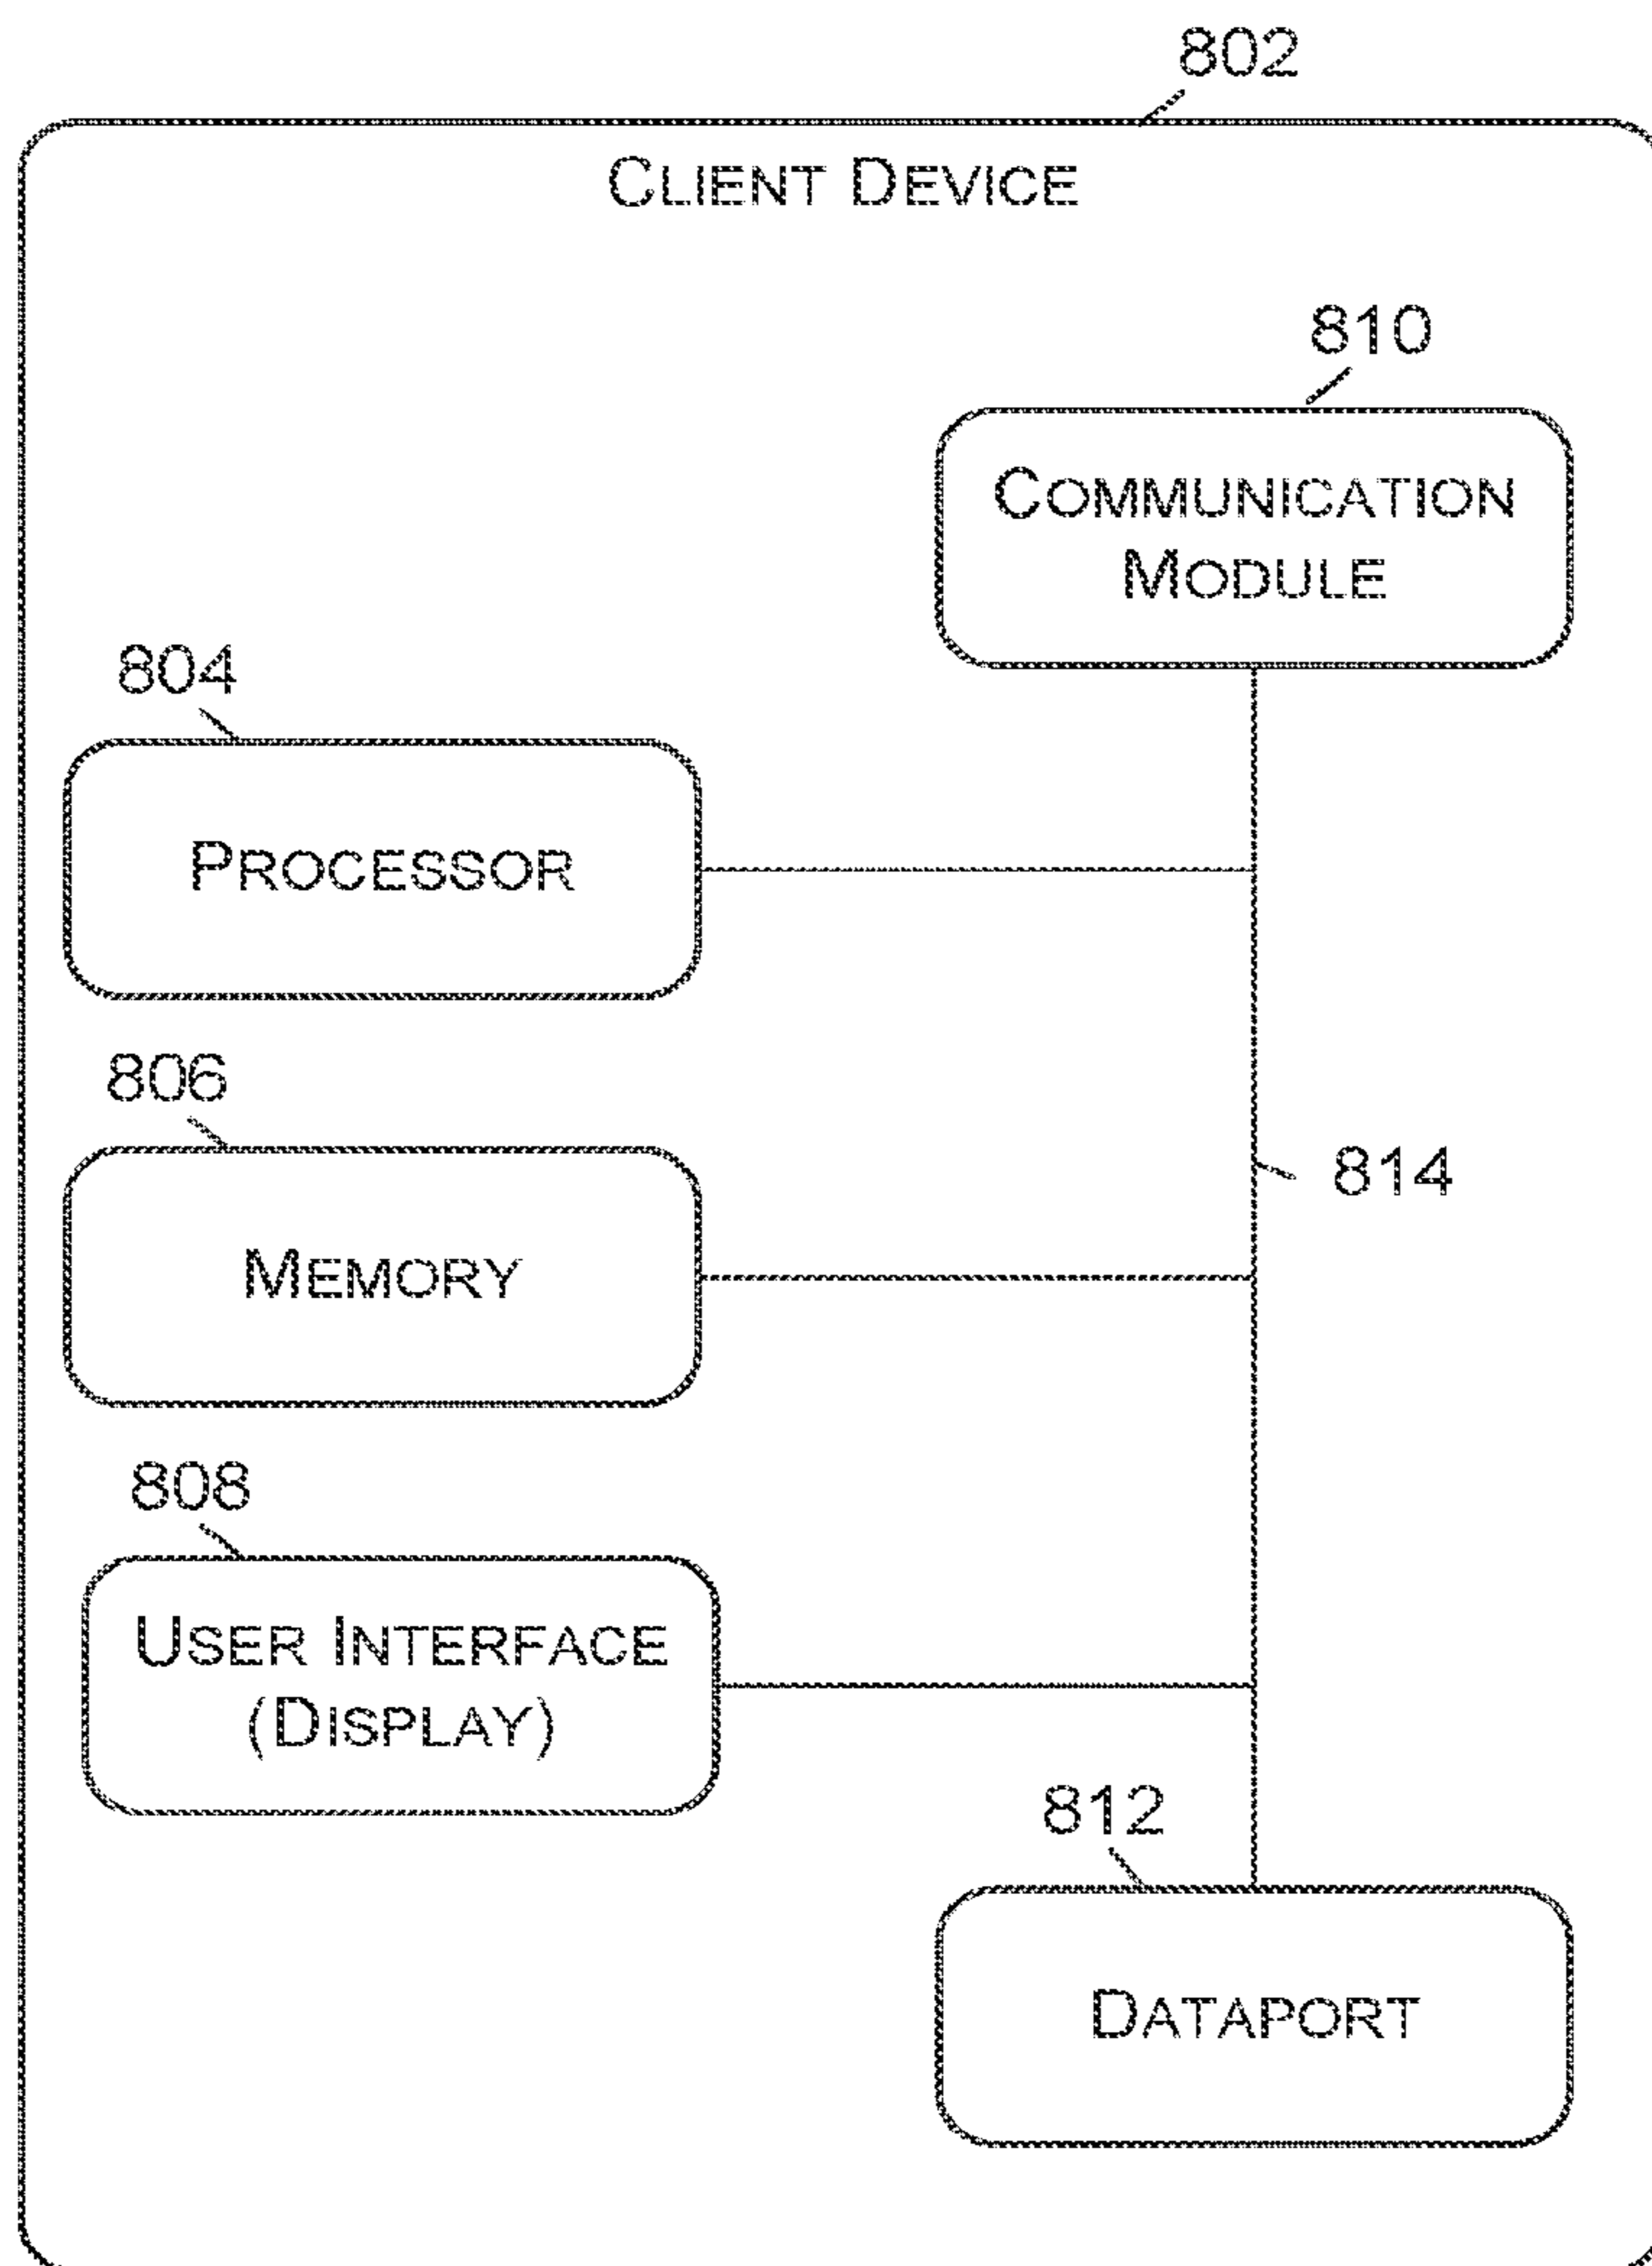 802
CLIENT DEVICE
810
COMMUNICATION
MODULE
804
PROCESSOR
806
MEMORY
814
808
USER INTERFACE
(DISPLAY)
812
DATAPORT